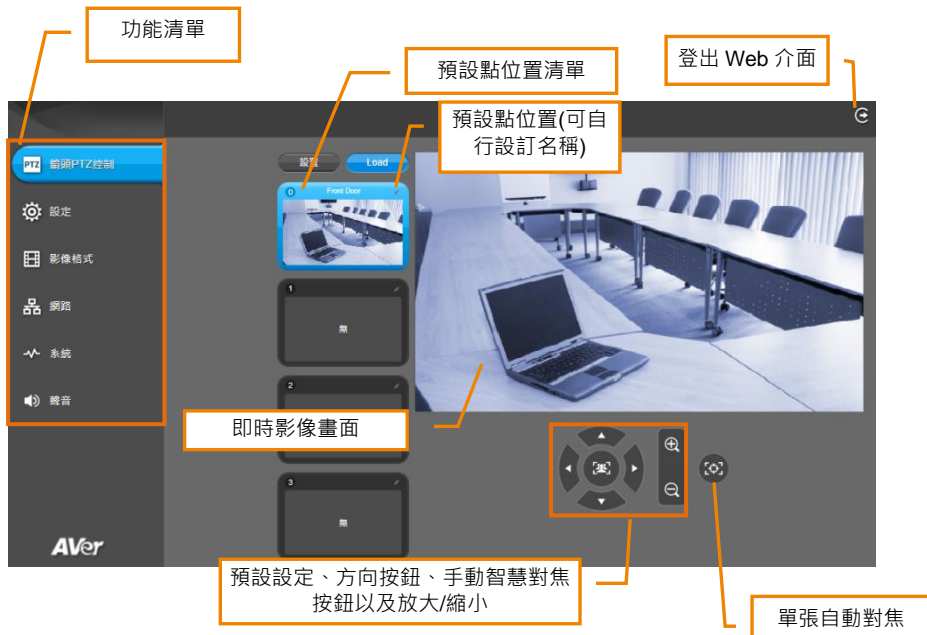 功能清單
預設點位置清單
登出 Web 介面
預設點位置(可自
行設訂名稱)
PTZ 鏡頭PTZ控制
設置 Load
0 Front Door
設定
影像格式
1
網路
無
系統
2
聲音
即時影像畫面
3
無
AVer
預設設定、方向按鈕、手動智慧對焦
按鈕以及放大/縮小
單張自動對焦